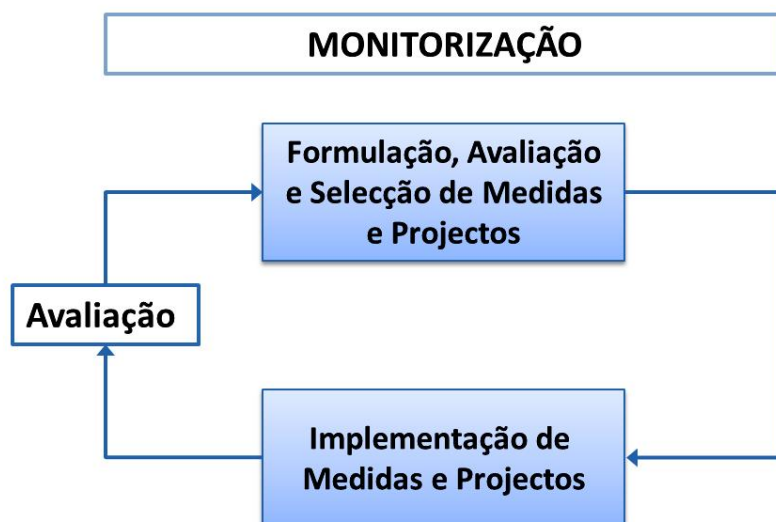 MONITORIZAÇÃO
Formulação, Avaliação
e Selecção de Medidas
e Projectos
Avaliação
Implementação de
Medidas e Projectos